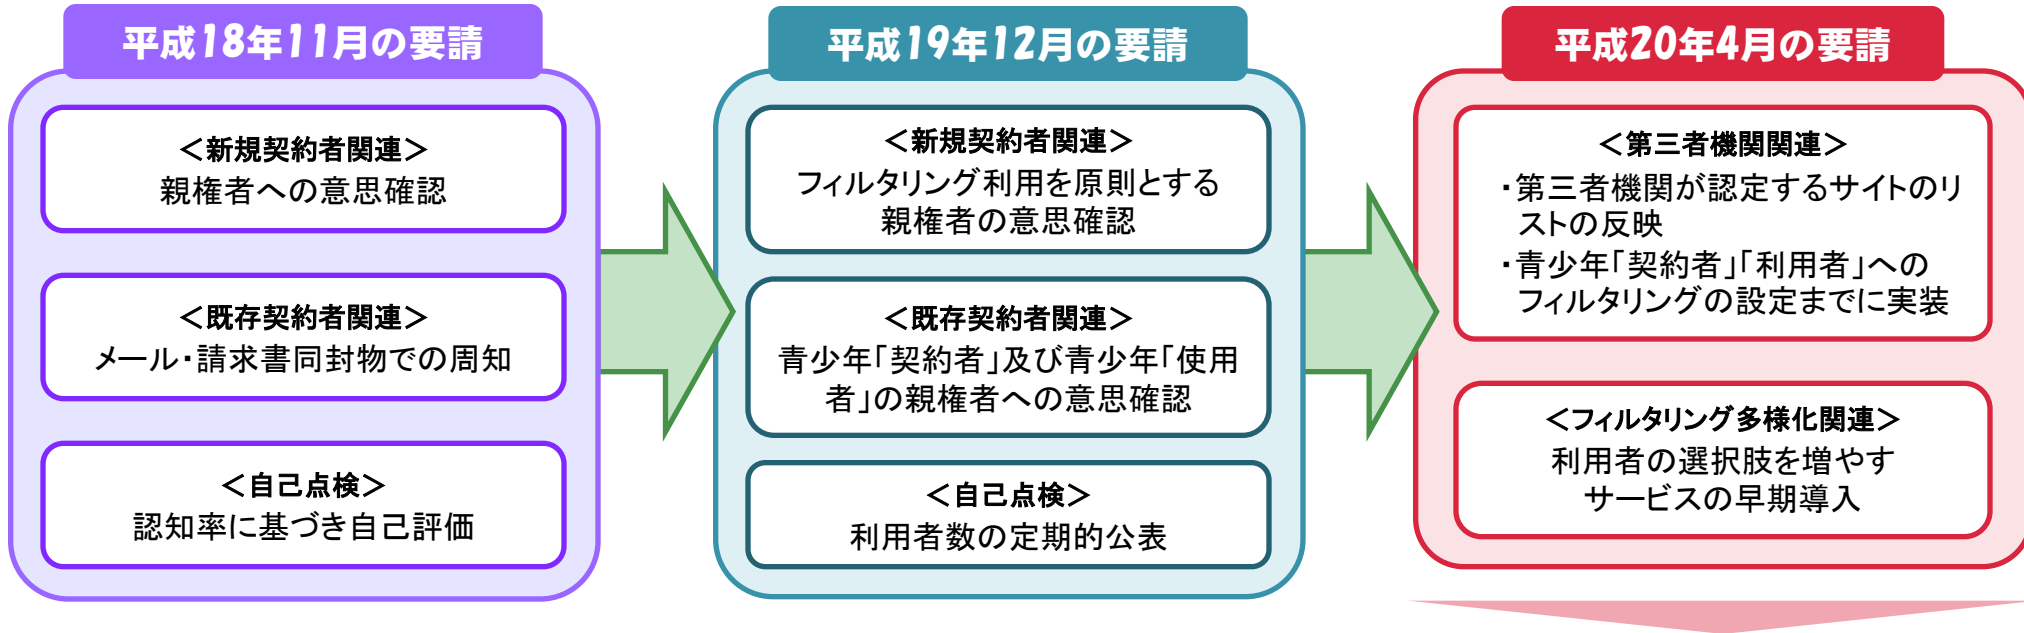 平成18年11月の要請
<新規契約者関連>
親権者への意思確認
<既存契約者関連>
メール・請求書同封物での周知
<自己点検>
認知率に基づき自己評価
平成19年12月の要請
<新規契約者関連>
フィルタリング利用を原則とする
親権者の意思確認
<既存契約者関連>
青少年「契約者」及び青少年「使用
者」の親権者への意思確認
<自己点検>
利用者数の定期的公表
平成20年4月の要請
<第三者機関関連>
・第三者機関が認定するサイトのリ
ストの反映
・青少年「契約者」「利用者」への
フィルタリングの設定までに実装
<フィルタリング多様化関連>
利用者の選択肢を増やす
サービスの早期導入